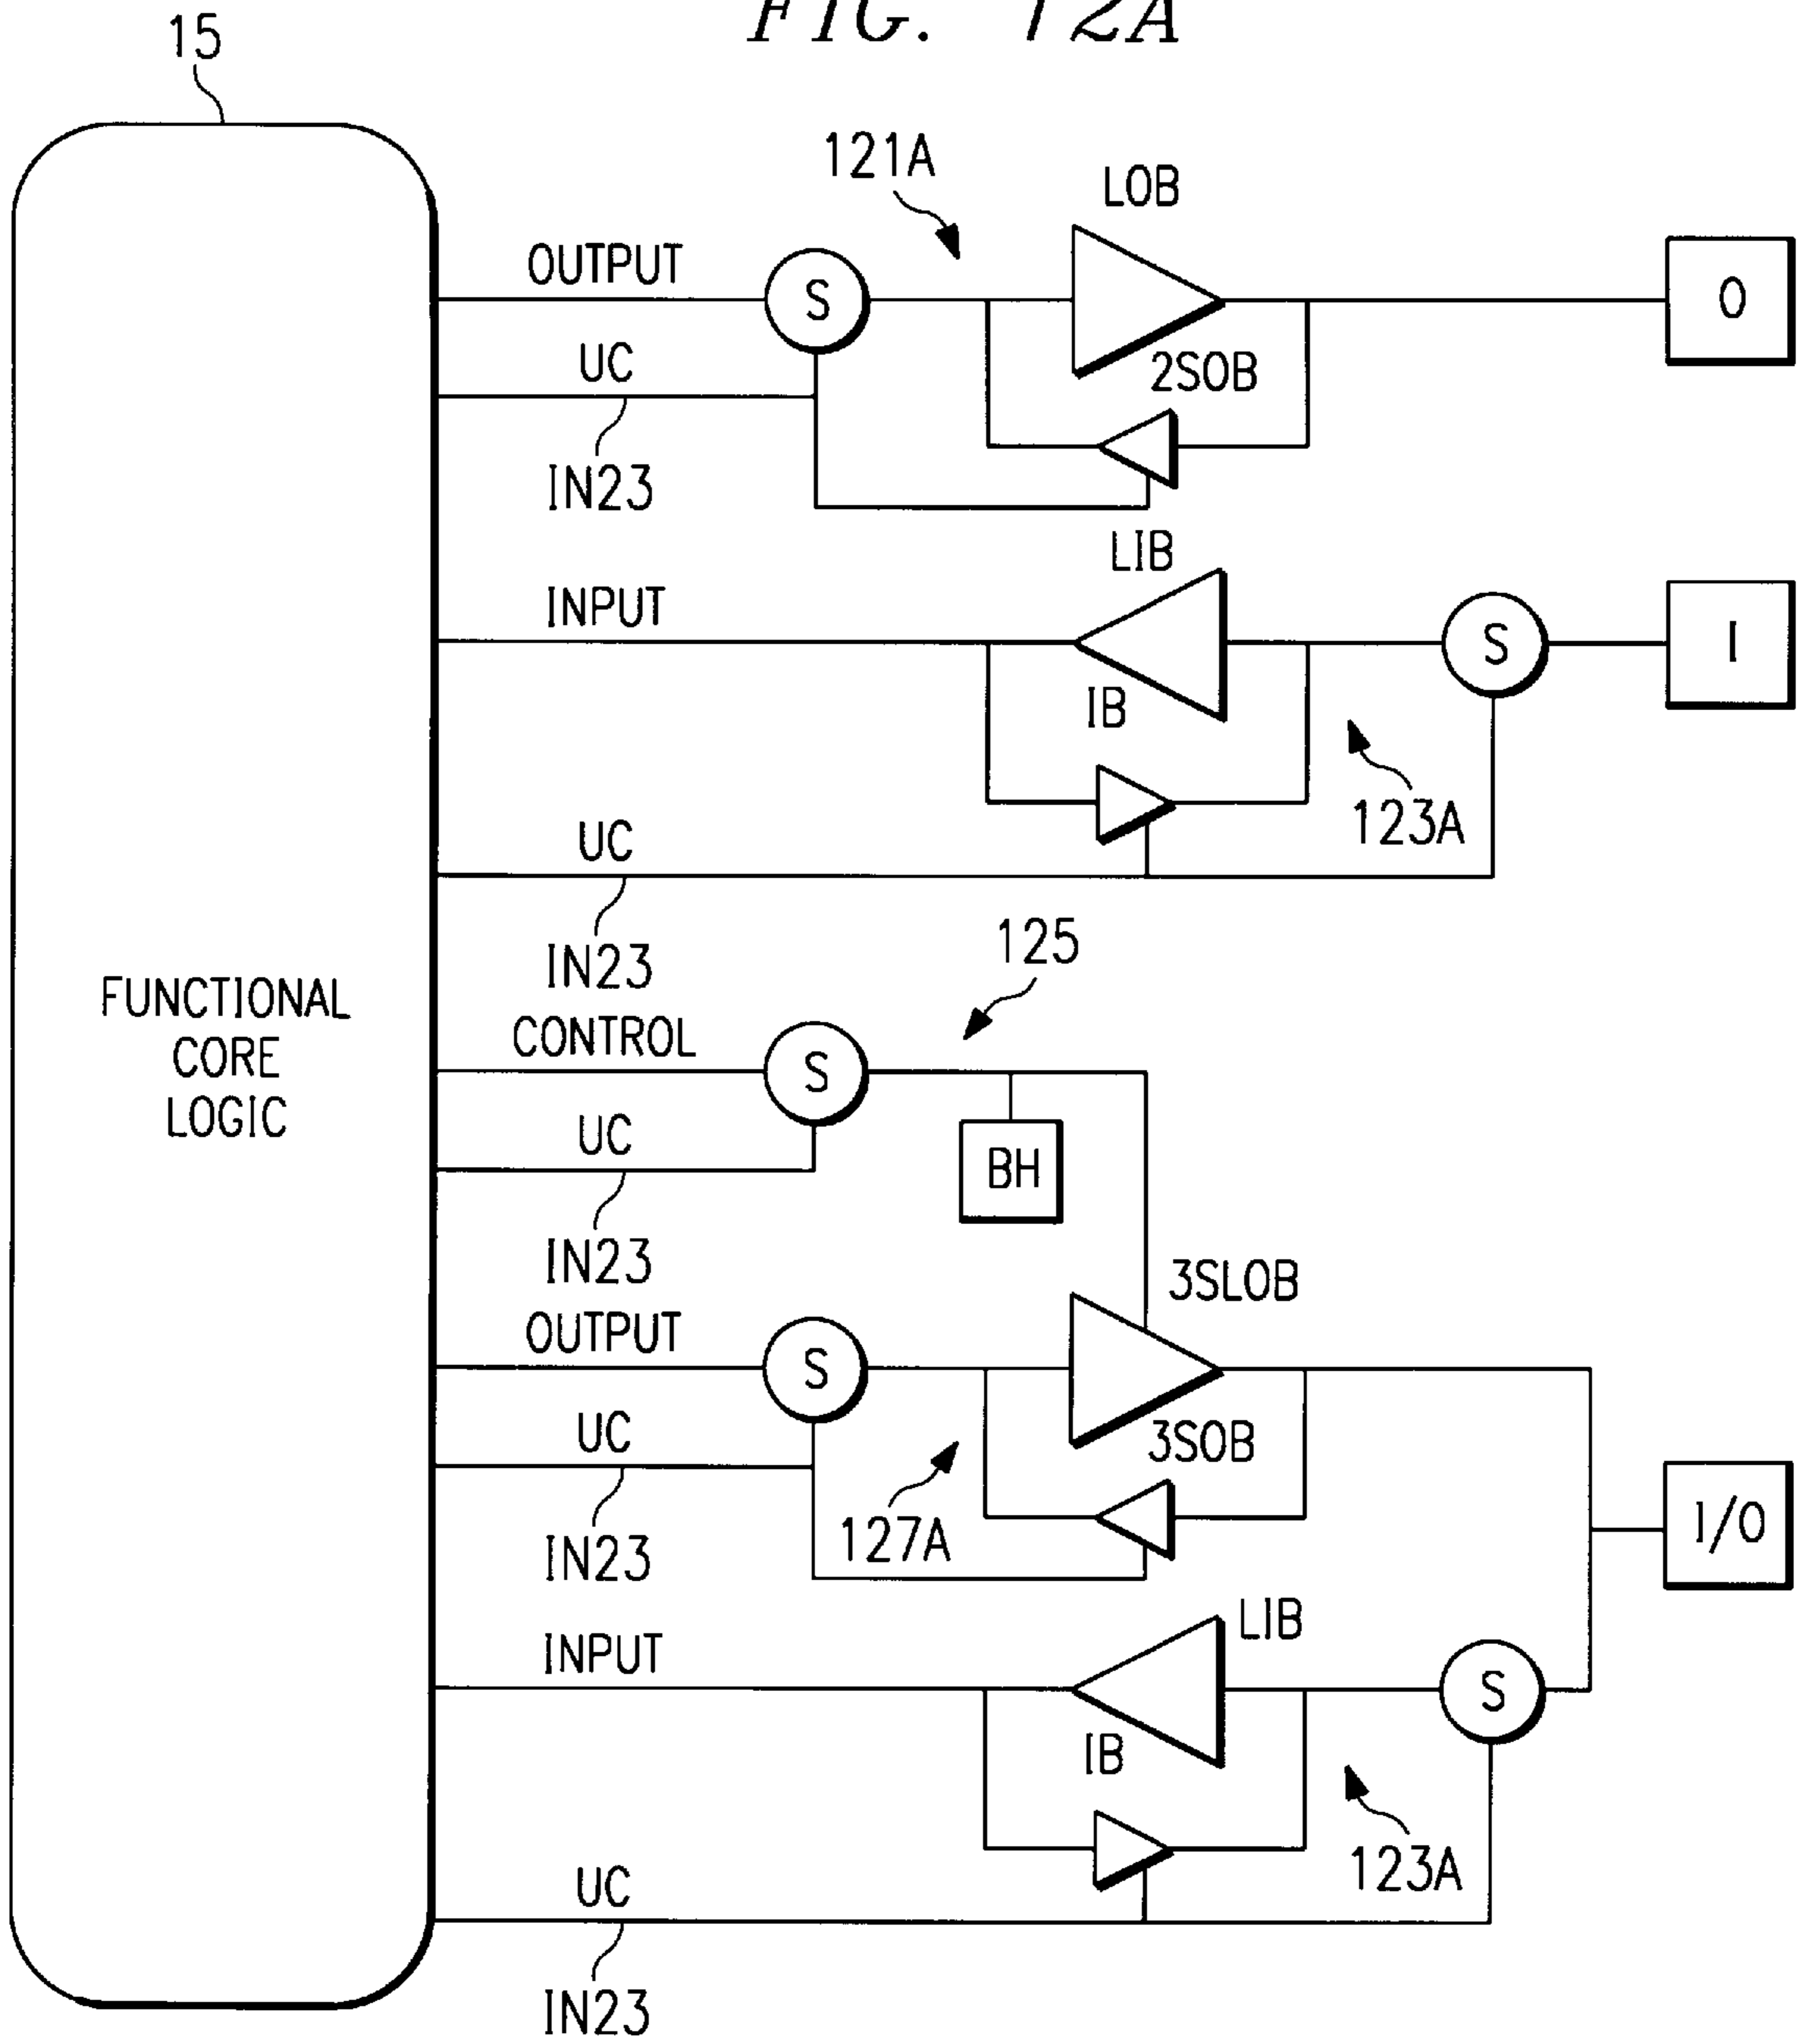 FIG. 12A
15
121A
LOB
OUTPUT
S
O
UC
2SOB
IN23
LIB
INPUT
S
I
IB
123A
UC
IN23
125
FUNCTIONAL
CORE
LOGIC
CONTROL
S
UC
BH
IN23
3SLOB
OUTPUT
S
UC
3SOB
127A
IN23
I/O
LIB
INPUT
S
IB
123A
UC
IN23